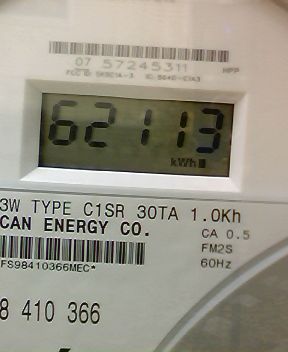 07 57245311
HPP
62113
kWh
3W TYPE C1SR 30TA 1.0Kh
CAN ENERGY CO.
CA 0.5
FM2S
60Hz
FS98410366MEC*
8 410 366